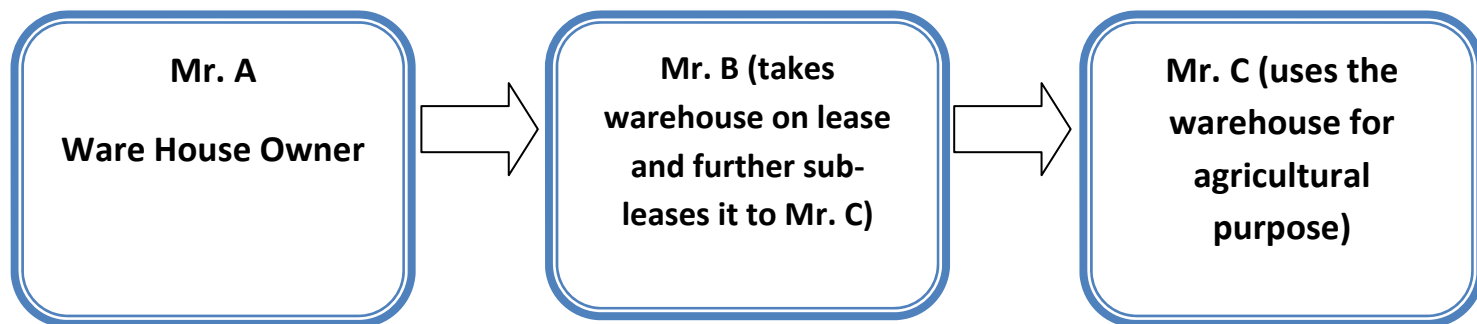 Mr. A
Ware House Owner
Mr. B (takes
warehouse on lease
and further sub-
leases it to Mr. C)
Mr. C (uses the
warehouse for
agricultural
purpose)